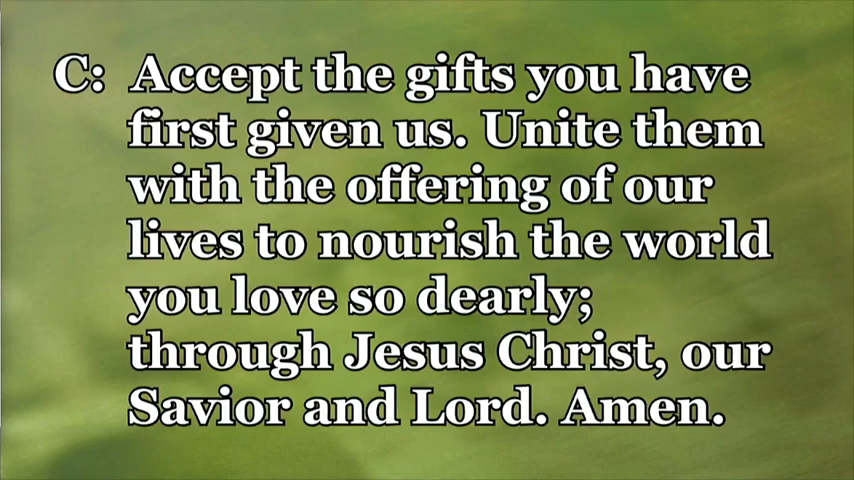 C: Accept the gifts you have
first given us. Unite them
with the offering of our
lives to nourish the world
you love so dearly;
through Jesus Christ, our
Savior and Lord. Amen.